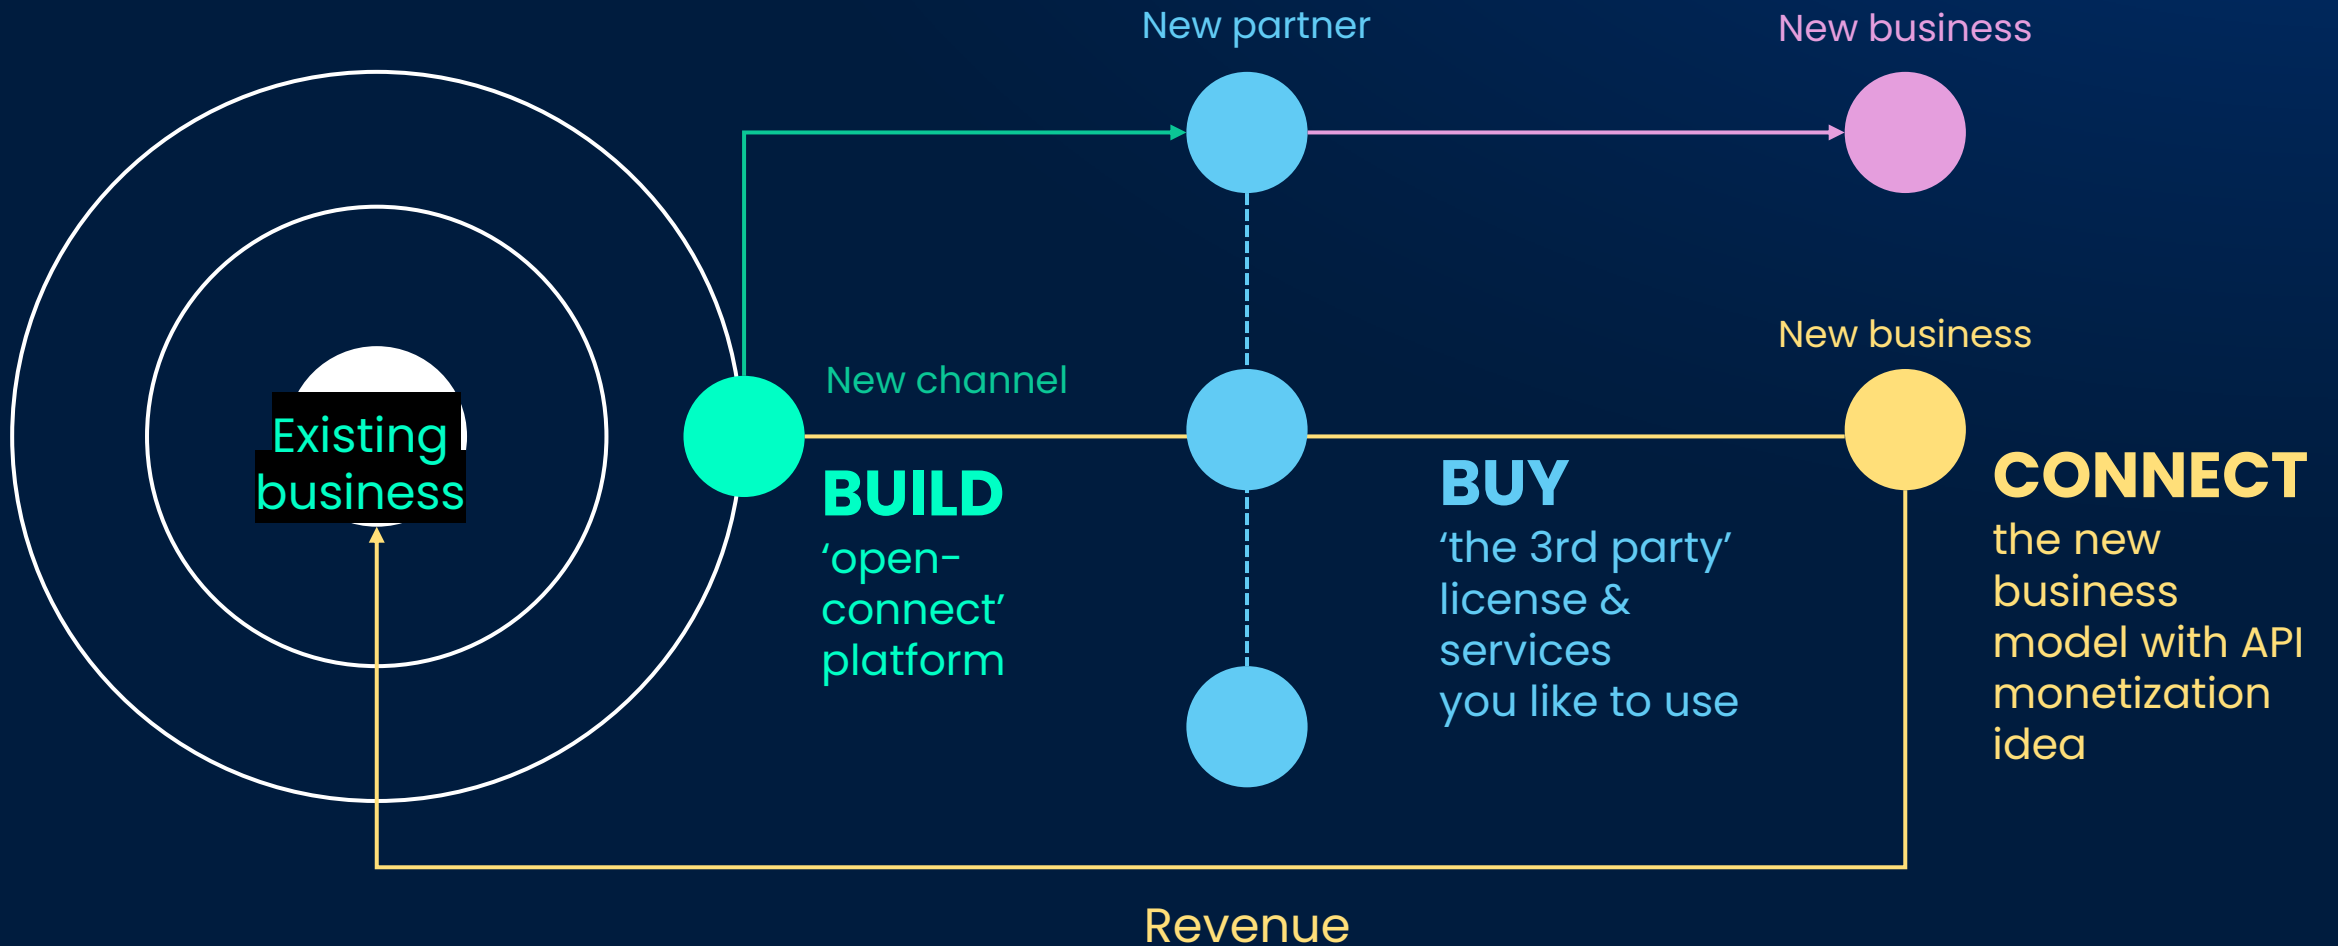 New partner
New business
New business
New channel
Existing
business
BUILD
‘open-
connect’
platform
BUY
‘the 3rd party’
license &
services
you like to use
CONNECT
the new
business
model with API
monetization
idea
Revenue